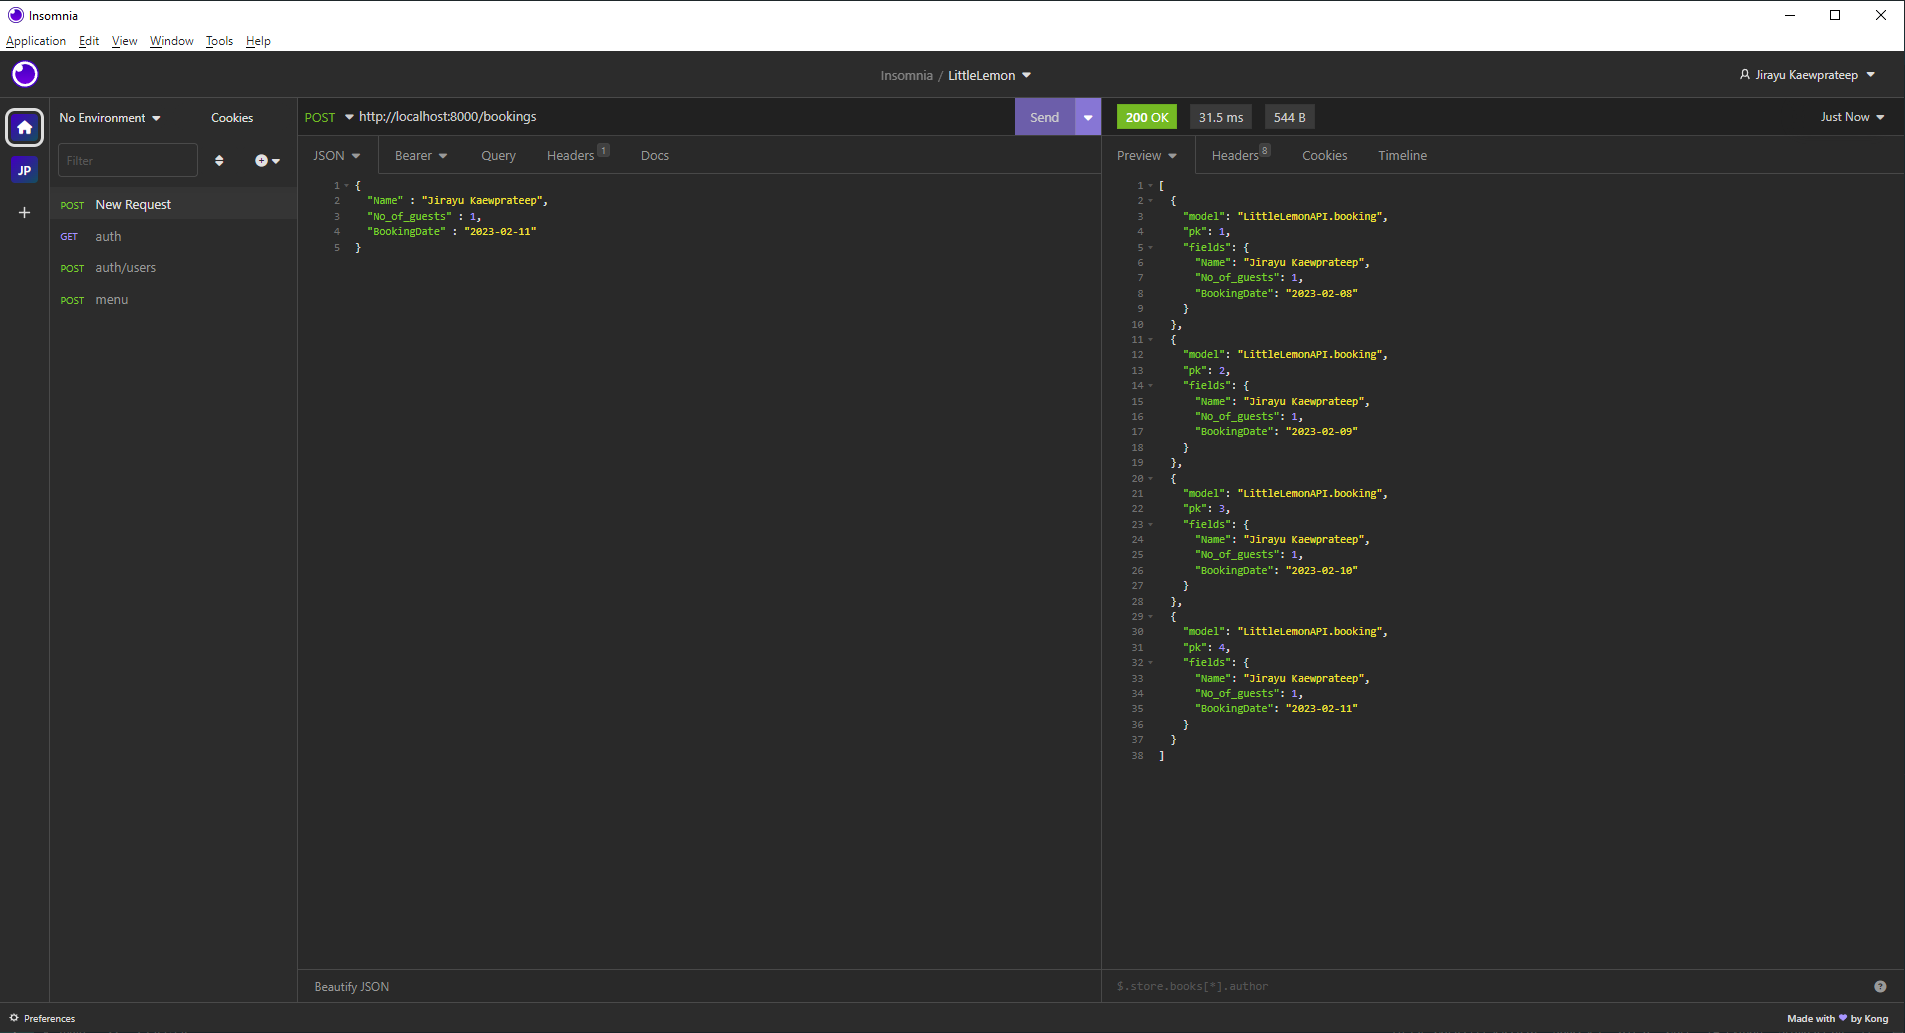 Insomnia
Application Edit View Window Tools Help
Insomnia / LittleLemon
Jirayu Kaewprateep
No Environment
Cookies
Filter
JP
POST New Request
GET auth
POST auth/users
POST menu
POST http://localhost:8000/bookings
Send
JSON Bearer Query Headers 1 Docs
1 {
2 "Name" : "Jirayu Kaewprateep",
3 "No_of_guests" : 1,
4 "BookingDate" : "2023-02-11"
5 }
Beautify JSON
200 OK 31.5 ms 544 B
Just Now
Preview Headers 8 Cookies Timeline
1 [
2 {
3 "model": "LittleLemonAPI.booking",
4 "pk": 1,
5 "fields": {
6 "Name": "Jirayu Kaewprateep",
7 "No_of_guests": 1,
8 "BookingDate": "2023-02-08"
9 }
10 },
11 {
12 "model": "LittleLemonAPI.booking",
13 "pk": 2,
14 "fields": {
15 "Name": "Jirayu Kaewprateep",
16 "No_of_guests": 1,
17 "BookingDate": "2023-02-09"
18 }
19 },
20 {
21 "model": "LittleLemonAPI.booking",
22 "pk": 3,
23 "fields": {
24 "Name": "Jirayu Kaewprateep",
25 "No_of_guests": 1,
26 "BookingDate": "2023-02-10"
27 }
28 },
29 {
30 "model": "LittleLemonAPI.booking",
31 "pk": 4,
32 "fields": {
33 "Name": "Jirayu Kaewprateep",
34 "No_of_guests": 1,
35 "BookingDate": "2023-02-11"
36 }
37 }
38 ]
$.store.books[*].author
Preferences
Made with ♥ by Kong